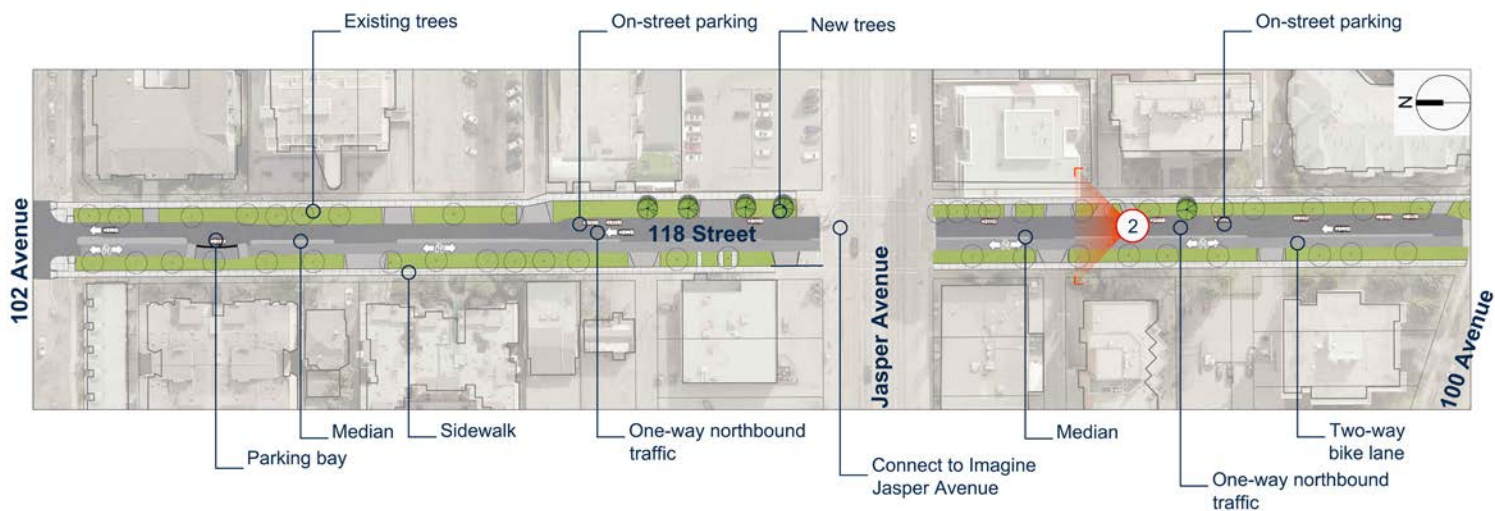 Existing trees
On-street parking
New trees
On-street parking
N
102 Avenue
118 Street
Jasper Avenue
2
100 Avenue
Parking bay
Median
Sidewalk
One-way northbound
traffic
Connect to Imagine
Jasper Avenue
Median
One-way northbound
traffic
Two-way
bike lane